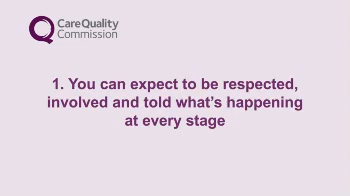 CareQuality
Commission
1. You can expect to be respected,
involved and told what's happening
at every stage